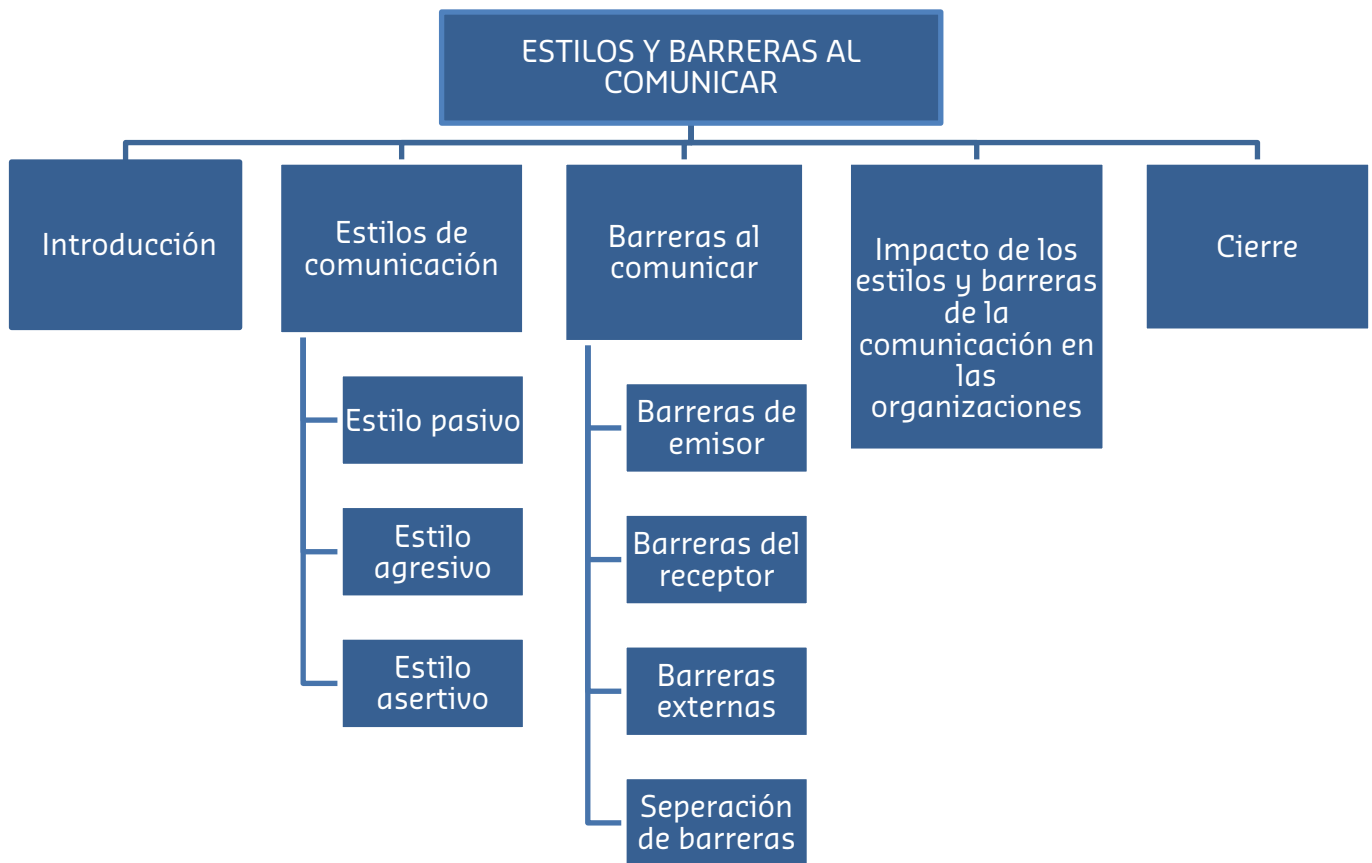 ESTILOS Y BARRERAS AL
COMUNICAR
Introducción
Estilos de
comunicación
Estilo pasivo
Estilo
agresivo
Estilo
asertivo
Barreras al
comunicar
Barreras de
emisor
Barreras del
receptor
Barreras
externas
Seperación
de barreras
Impacto de los
estilos y barreras
de la
comunicación en
las
organizaciones
Cierre